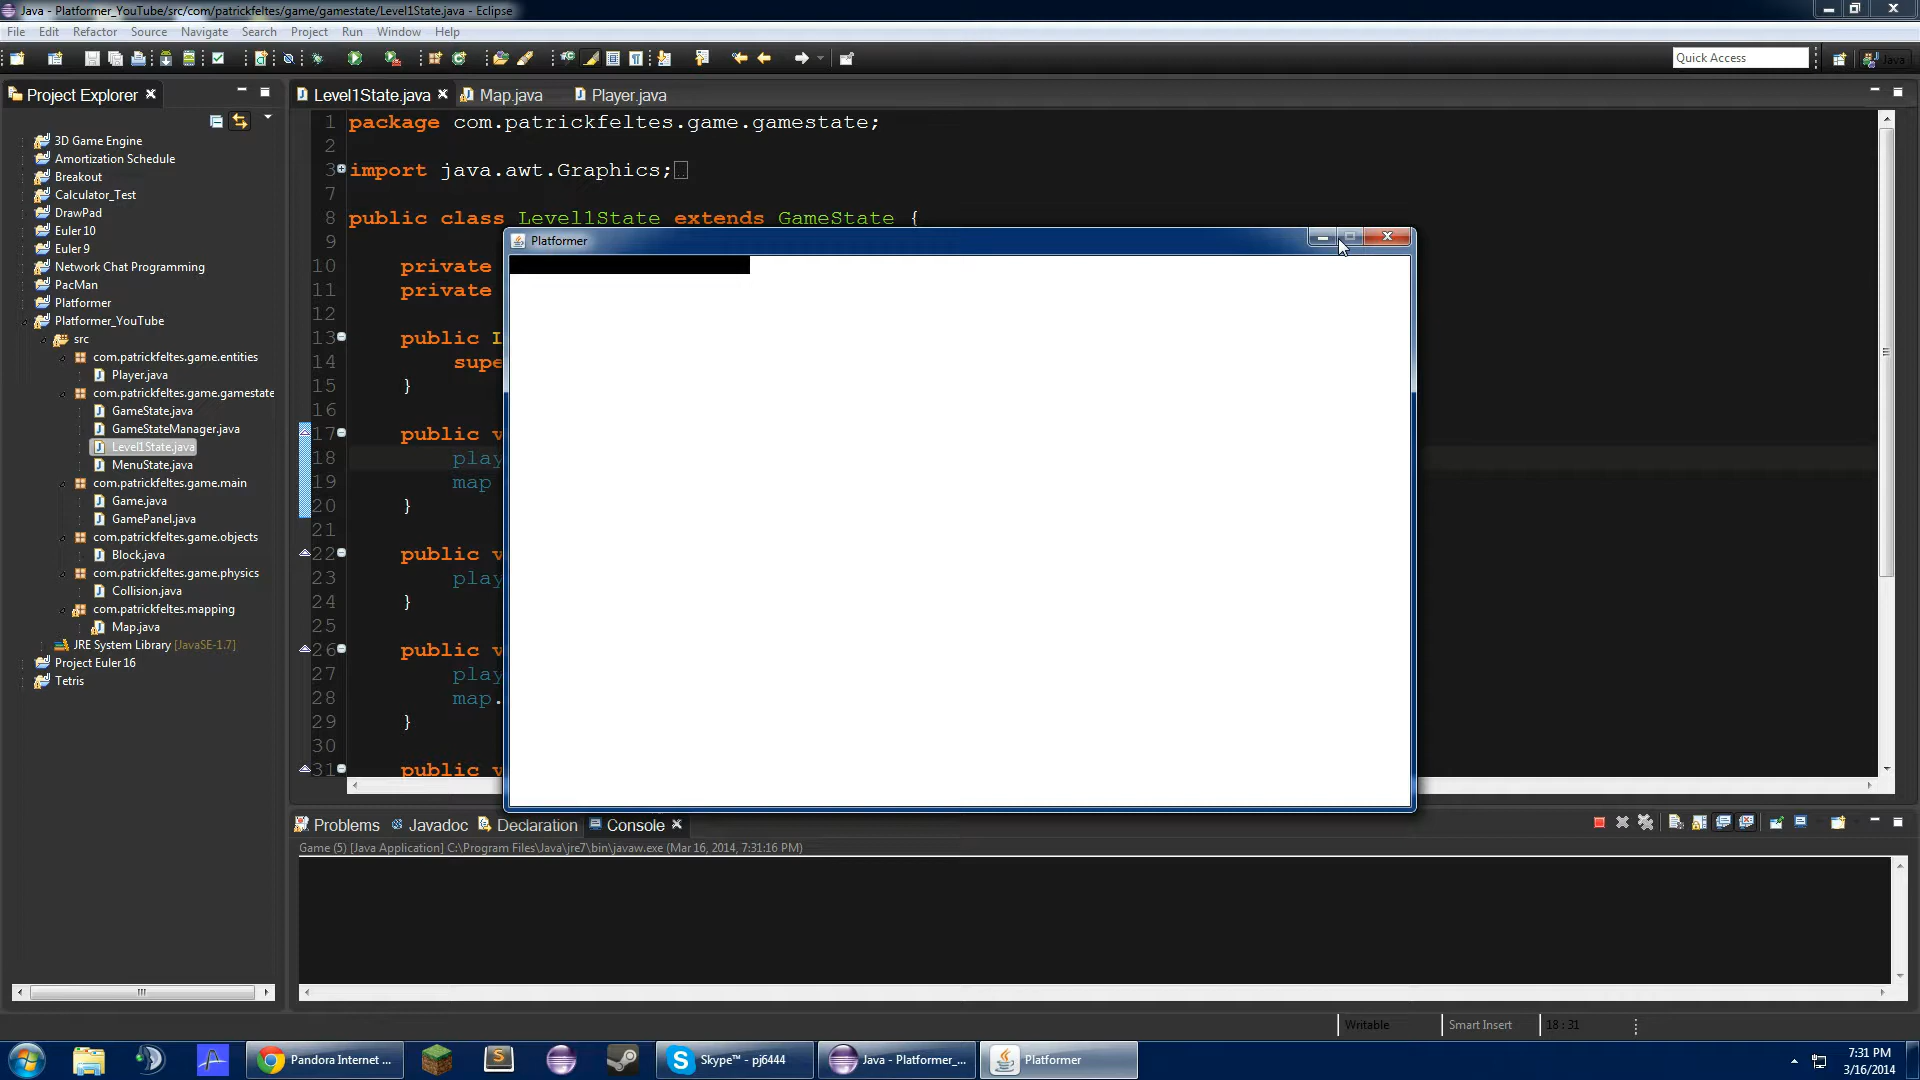 Java - Platformer_YouTube/src/com/patrickfeltes/game/gamestate/Level1State.java - Eclipse
File Edit Refactor Source Navigate Search Project Run Window Help
Quick Access
Java
Project Explorer
Level1State.java
Map.java
Player.java
3D Game Engine
Amortization Schedule
Breakout
Calculator_Test
DrawPad
Euler 10
Euler 9
Network Chat Programming
PacMan
Platformer
Platformer_YouTube
src
com.patrickfeltes.game.entities
Player.java
com.patrickfeltes.game.gamestate
GameState.java
GameStateManager.java
Level1State.java
MenuState.java
com.patrickfeltes.game.main
Game.java
GamePanel.java
com.patrickfeltes.game.objects
Block.java
com.patrickfeltes.game.physics
Collision.java
com.patrickfeltes.mapping
Map.java
JRE System Library [JavaSE-1.7]
Project Euler 16
Tetris
1 package com.patrickfeltes.game.gamestate;
2
3 import java.awt.Graphics;
7
8 public class Level1State extends GameState {
9
10 private
11 private
12
13 public L
14 supe
15 }
16
17 public v
18 play
19 map
20 }
21
22 public v
23 play
24 }
25
26 public v
27 play
28 map.
29 }
30
31 public v
Platformer
Problems Javadoc Declaration Console
Game (5) [Java Application] C:\Program Files\Java\jre7\bin\javaw.exe (Mar 16, 2014, 7:31:16 PM)
Writable Smart Insert 18 : 31
Pandora Internet ...
Skype™ - pj6444
Java - Platformer_...
Platformer
7:31 PM
3/16/2014